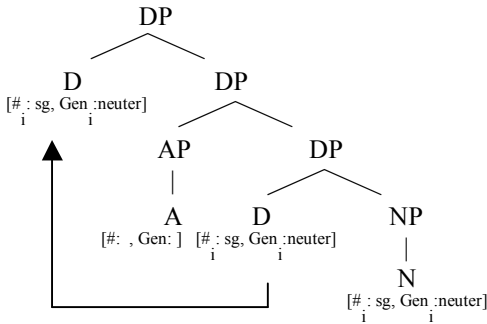 DP
D DP
[#i: sg, Geni:neuter]
AP DP
A D NP
[#: , Gen: ] [#i: sg, Geni:neuter]
N
[#i: sg, Geni:neuter]